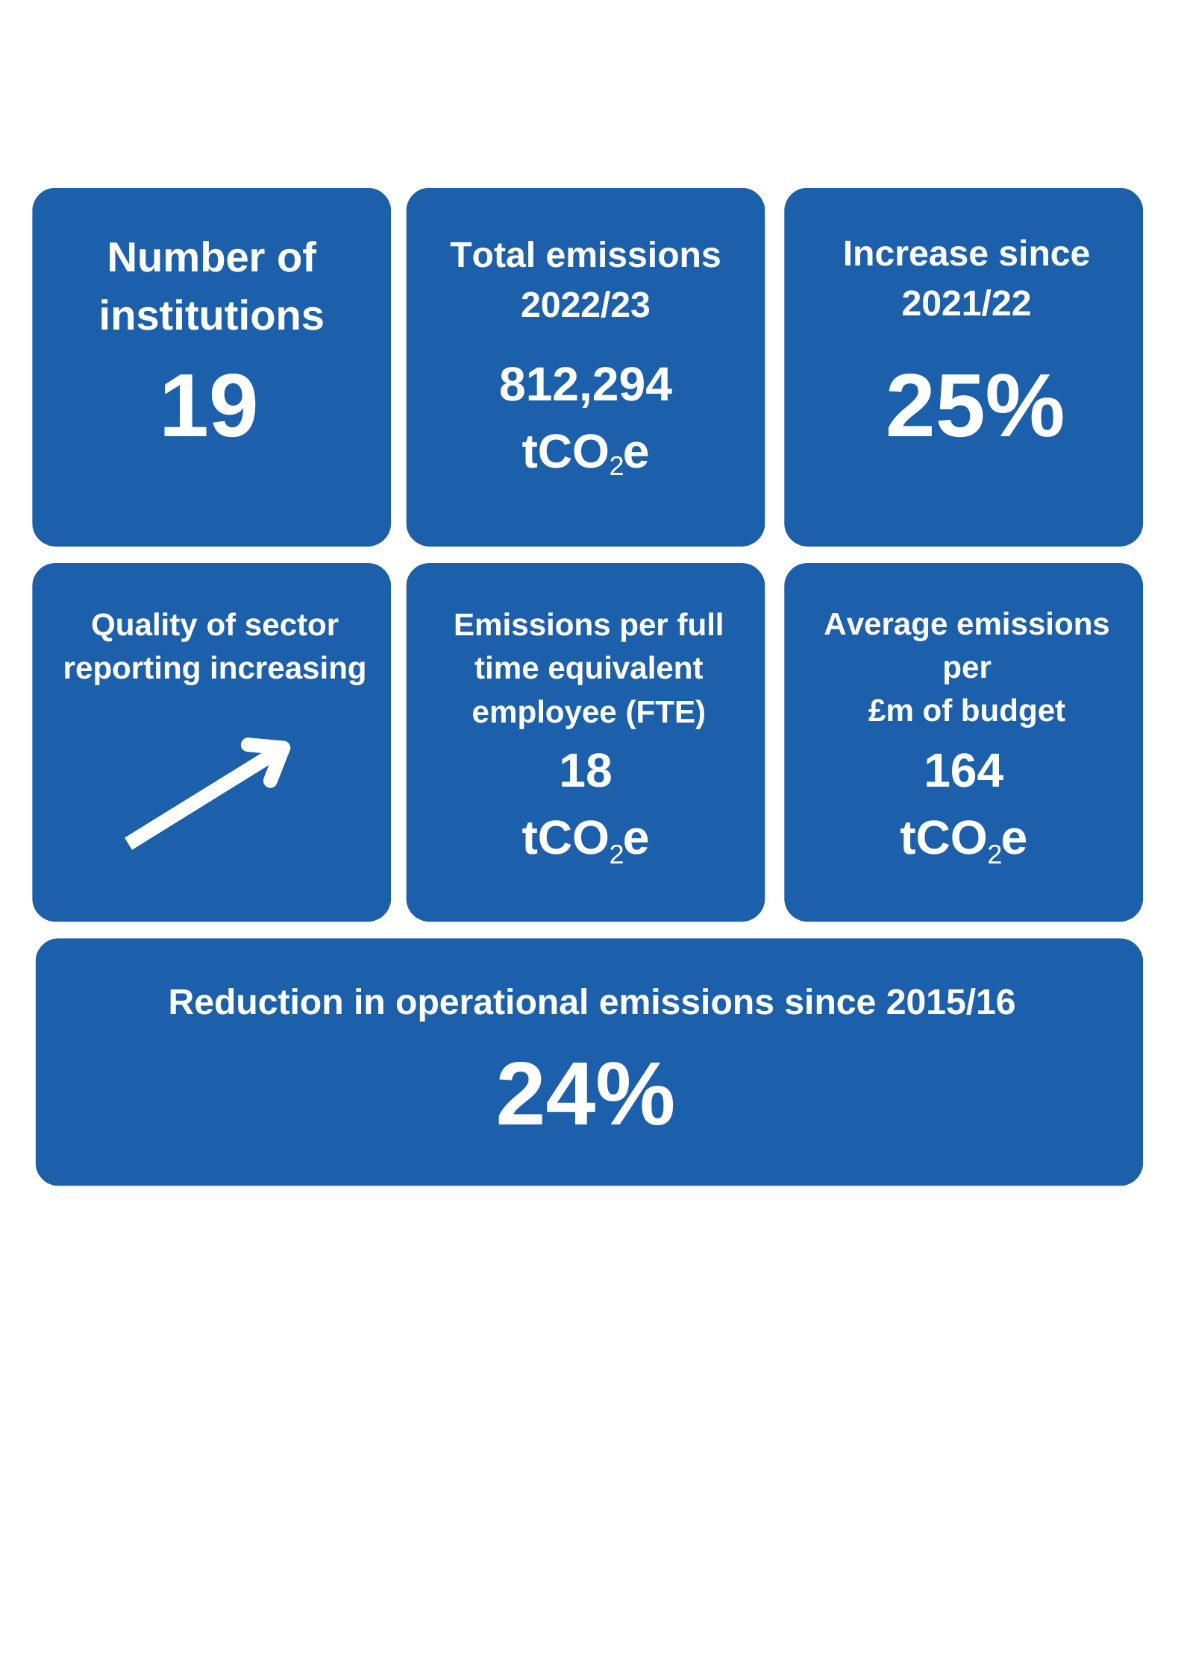 Number of
institutions
19
Total emissions
2022/23
812,294
tCO₂e
Increase since
2021/22
25%
Quality of sector
reporting increasing
Emissions per full
time equivalent
employee (FTE)
18
tCO₂e
Average emissions
per
£m of budget
164
tCO₂e
Reduction in operational emissions since 2015/16
24%